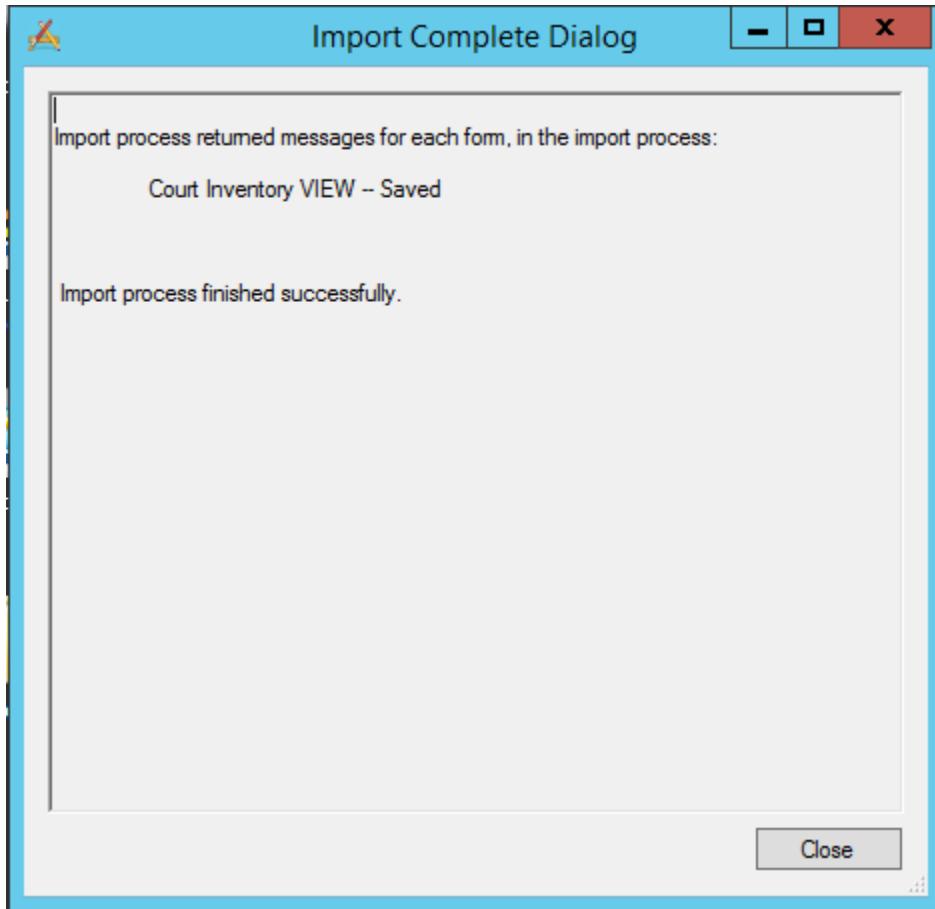 Import Complete Dialog
Import process returned messages for each form, in the import process:
Court Inventory VIEW -- Saved
Import process finished successfully.
Close